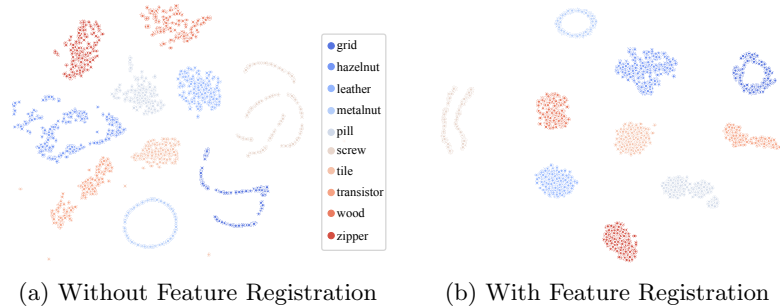 grid
hazelnut
leather
metalnut
pill
screw
tile
transistor
wood
zipper
(a) Without Feature Registration
(b) With Feature Registration